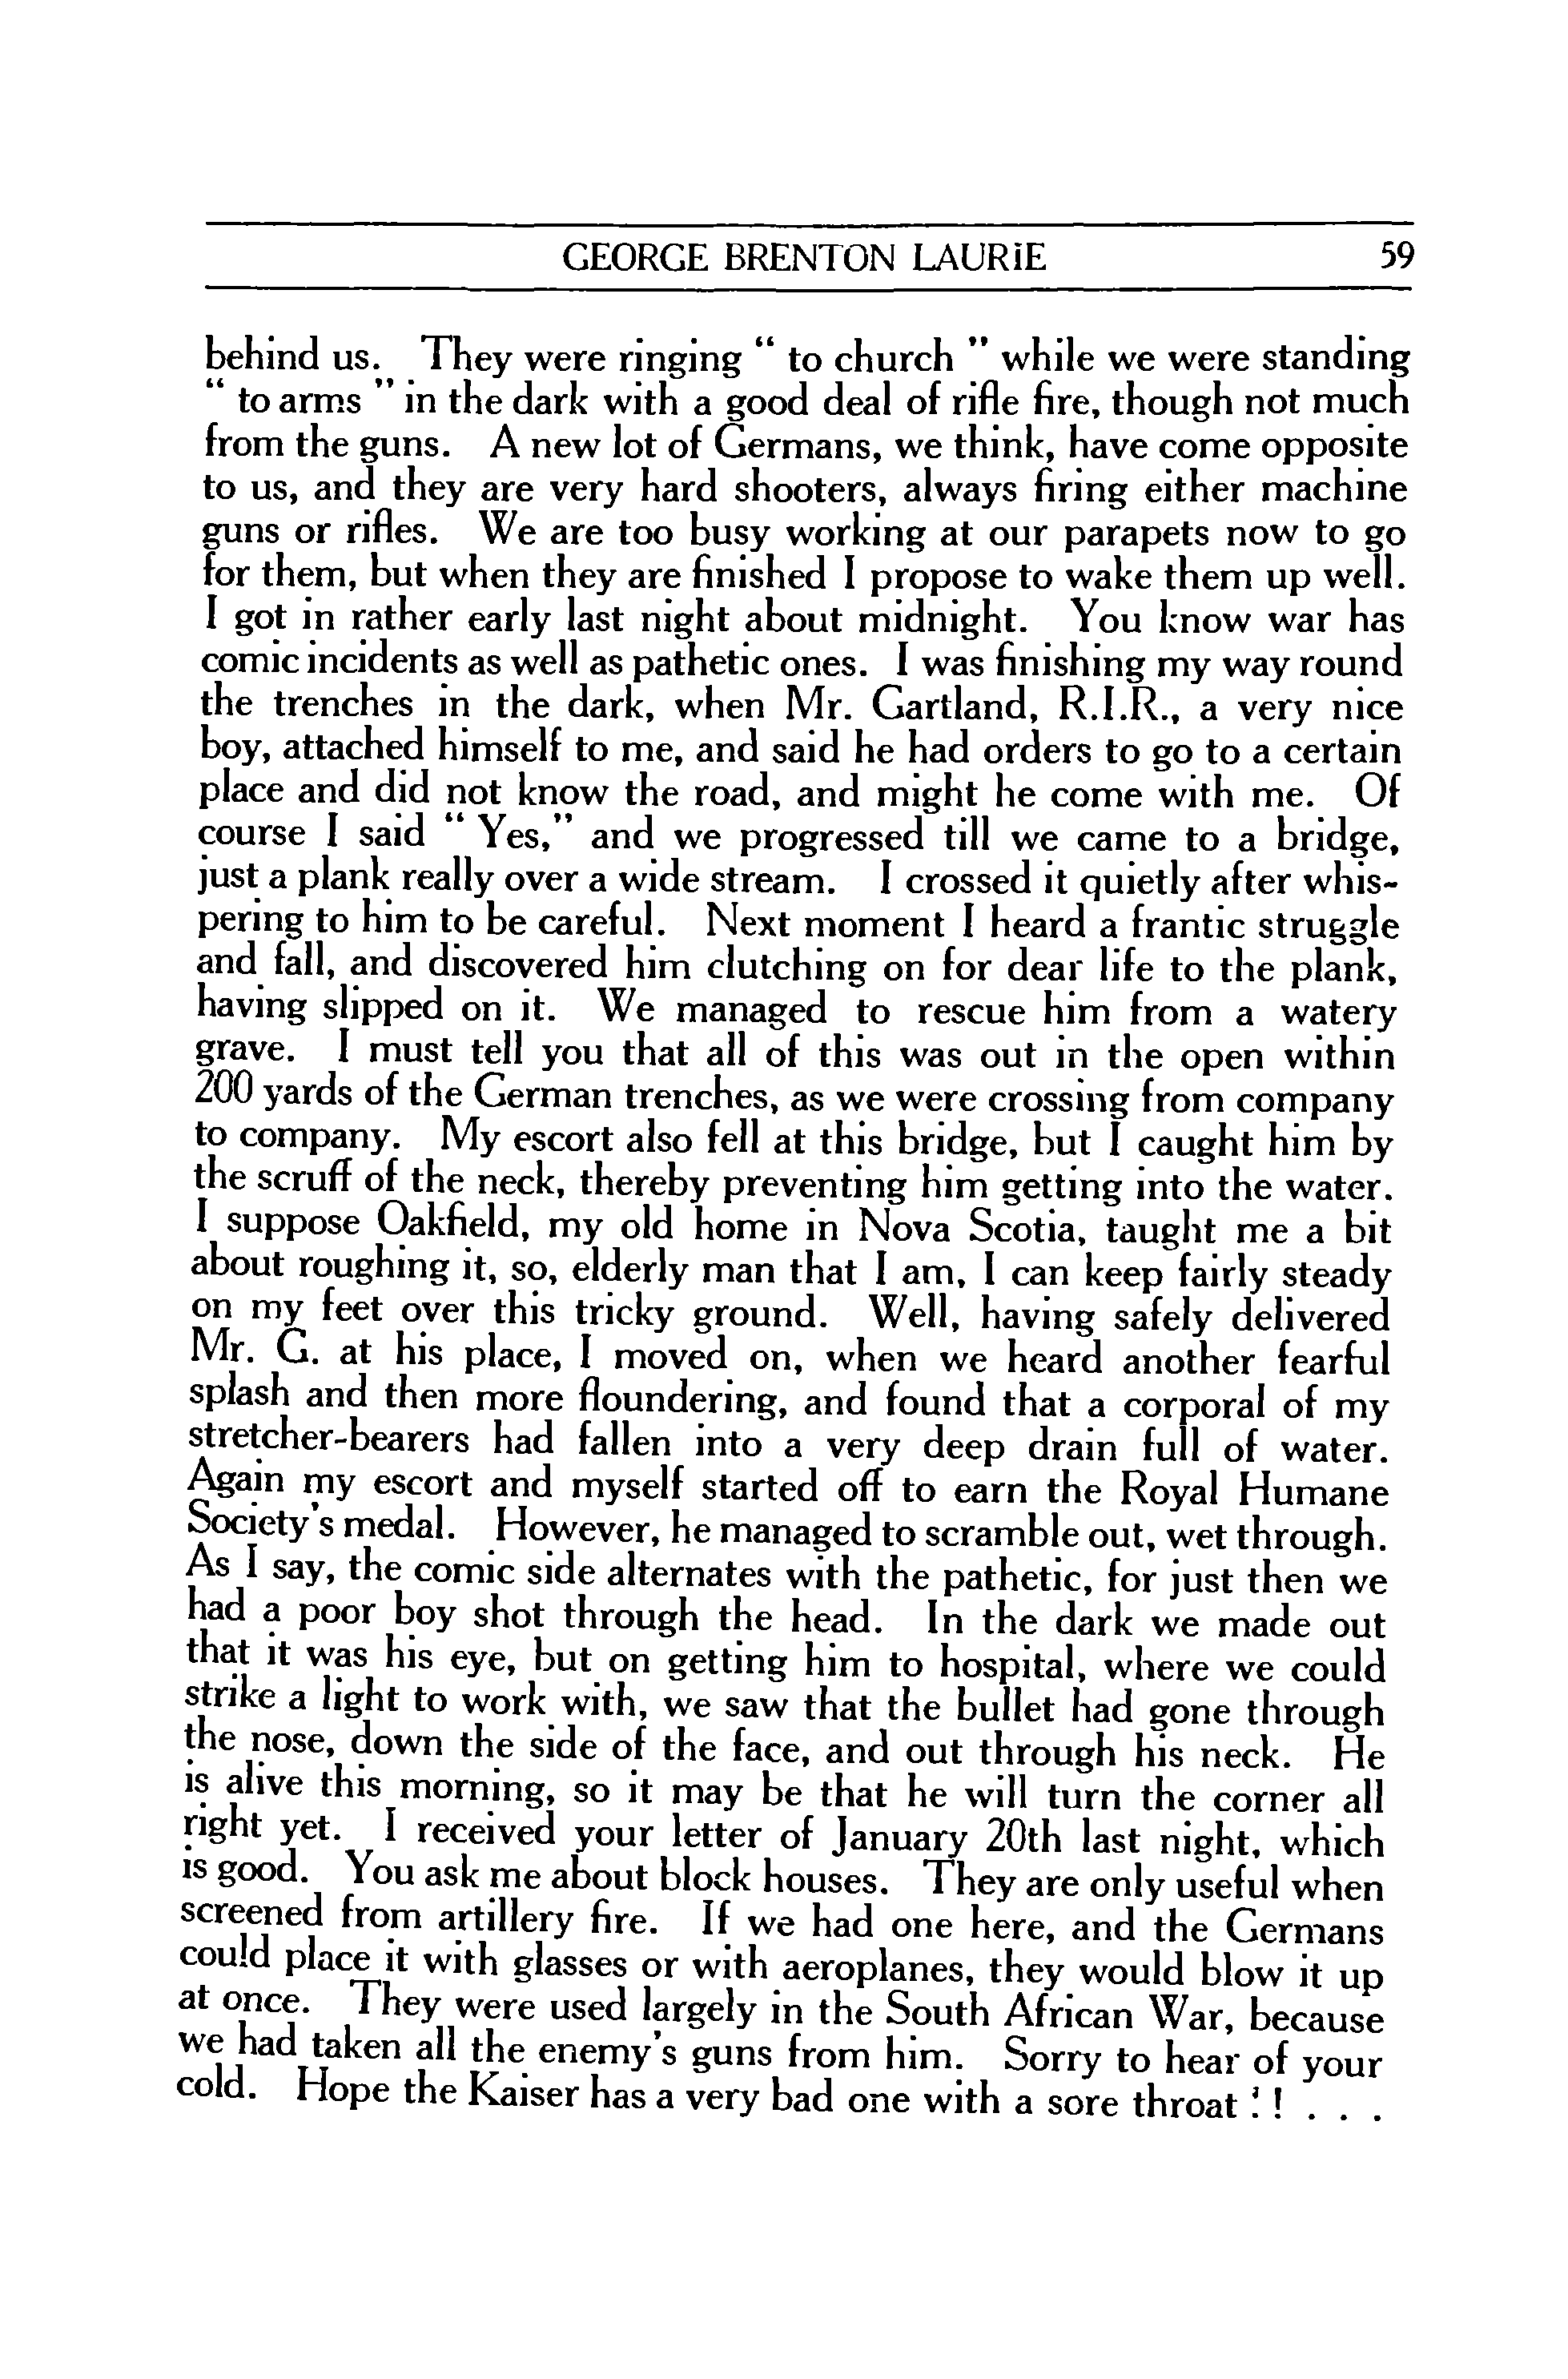 GEORGE BRENTON LAURIE 59
behind us. They were ringing “ to church ” while we were standing
“ to arms ” in the dark with a good deal of rifle fire, though not much
from the guns. A new lot of Germans, we think, have come opposite
to us, and they are very hard shooters, always firing either machine
guns or rifles. We are too busy working at our parapets now to go
for them, but when they are finished I propose to wake them up well.
I got in rather early last night about midnight. You know war has
comic incidents as well as pathetic ones. I was finishing my way round
the trenches in the dark, when Mr. Gartland, R.I.R., a very nice
boy, attached himself to me, and said he had orders to go to a certain
place and did not know the road, and might he come with me. Of
course I said “ Yes,” and we progressed till we came to a bridge,
just a plank really over a wide stream. I crossed it quietly after whis-
pering to him to be careful. Next moment I heard a frantic struggle
and fall, and discovered him clutching on for dear life to the plank,
having slipped on it. We managed to rescue him from a watery
grave. I must tell you that all of this was out in the open within
200 yards of the German trenches, as we were crossing from company
to company. My escort also fell at this bridge, but I caught him by
the scruff of the neck, thereby preventing him getting into the water.
I suppose Oakfield, my old home in Nova Scotia, taught me a bit
about roughing it, so, elderly man that I am, I can keep fairly steady
on my feet over this tricky ground. Well, having safely delivered
Mr. G. at his place, I moved on, when we heard another fearful
splash and then more floundering, and found that a corporal of my
stretcher-bearers had fallen into a very deep drain full of water.
Again my escort and myself started off to earn the Royal Humane
Society’s medal. However, he managed to scramble out, wet through.
As I say, the comic side alternates with the pathetic, for just then we
had a poor boy shot through the head. In the dark we made out
that it was his eye, but on getting him to hospital, where we could
strike a light to work with, we saw that the bullet had gone through
the nose, down the side of the face, and out through his neck. He
is alive this morning, so it may be that he will turn the corner all
right yet. I received your letter of January 20th last night, which
is good. You ask me about block houses. They are only useful when
screened from artillery fire. If we had one here, and the Germans
could place it with glasses or with aeroplanes, they would blow it up
at once. They were used largely in the South African War, because
we had taken all the enemy’s guns from him. Sorry to hear of your
cold. Hope the Kaiser has a very bad one with a sore throat ! ! . . .